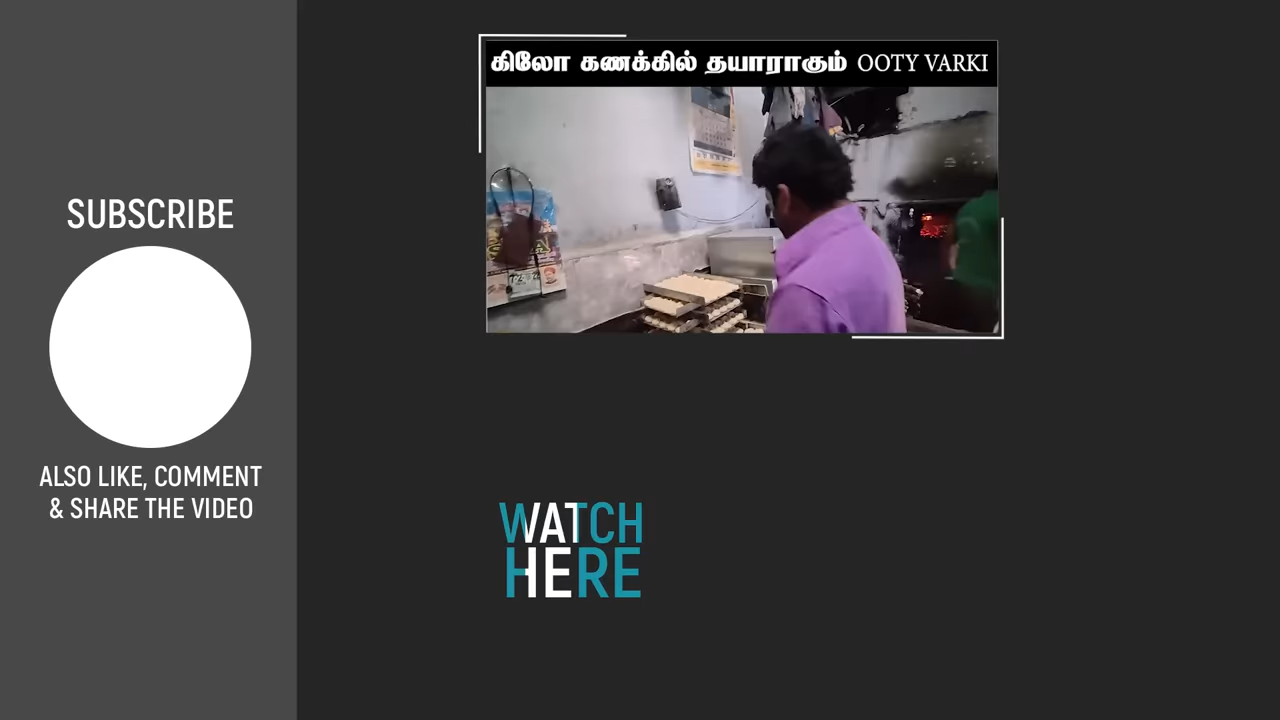 கிலோ கணக்கில் தயாராகும் OOTY VARKI
SUBSCRIBE
ALSO LIKE, COMMENT
& SHARE THE VIDEO
WATCH
HERE